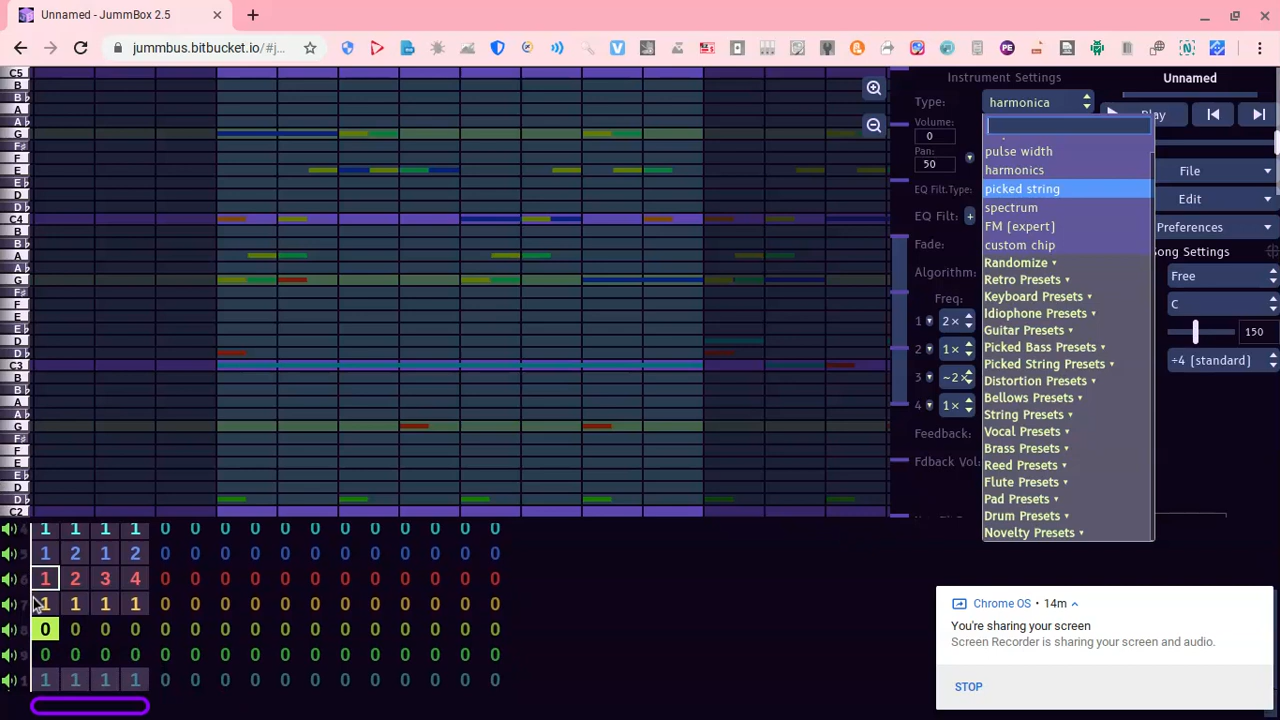 Unnamed - JummBox 2.5
jummbus.bitbucket.io/#j...
C5
B
B♭
A
A♭
G
F♯
F
E
E♭
D
D♭
C4
B
B♭
A
A♭
G
F♯
F
E
E♭
D
D♭
C3
B
B♭
A
A♭
G
F♯
F
E
E♭
D
D♭
C2
Instrument Settings
Type: harmonica
Volume:
0
Pan:
50
EQ Filt.Type:
EQ Filt: +
Fade:
Algorithm:
Freq:
1 ▾ 2×
2 ▾ 1×
3 ▾ ~2×
4 ▾ 1×
Feedback:
Fdback Vol:
pulse width
harmonics
picked string
spectrum
FM [expert]
custom chip
Randomize ▾
Retro Presets ▾
Keyboard Presets ▾
Idiophone Presets ▾
Guitar Presets ▾
Picked Bass Presets ▾
Picked String Presets ▾
Distortion Presets ▾
Bellows Presets ▾
String Presets ▾
Vocal Presets ▾
Brass Presets ▾
Reed Presets ▾
Flute Presets ▾
Pad Presets ▾
Drum Presets ▾
Novelty Presets ▾
Unnamed
Play
File
Edit
Preferences
Song Settings
Free
C
150
÷4 [standard]
4 1 1 1 1 0 0 0 0 0 0 0 0 0 0 0 0
5 1 2 1 2 0 0 0 0 0 0 0 0 0 0 0 0
6 1 2 3 4 0 0 0 0 0 0 0 0 0 0 0 0
7 1 1 1 1 0 0 0 0 0 0 0 0 0 0 0 0
8 0 0 0 0 0 0 0 0 0 0 0 0 0 0 0 0
9 0 0 0 0 0 0 0 0 0 0 0 0 0 0 0 0
1 1 1 1 1 0 0 0 0 0 0 0 0 0 0 0 0
Chrome OS • 14m
You're sharing your screen
Screen Recorder is sharing your screen and audio.
STOP